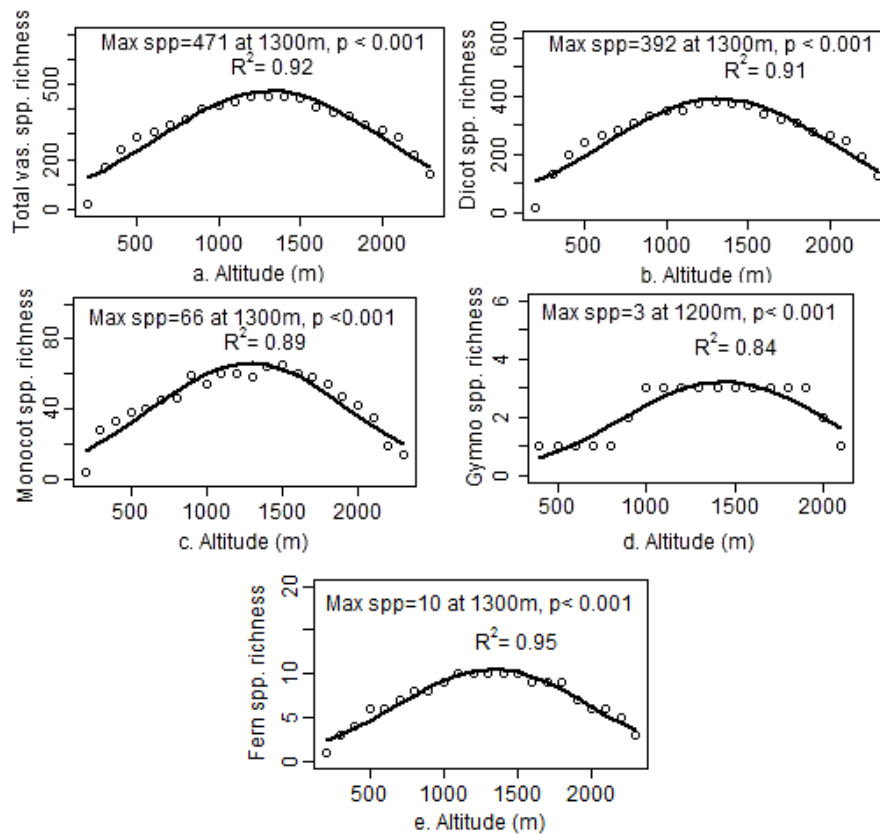 Max spp=471 at 1300m, p < 0.001
R²= 0.92
Total vas. spp. richness
0
200
500
500
1000
1500
2000
a. Altitude (m)
Max spp=392 at 1300m, p < 0.001
R²= 0.91
Dicot spp. richness
0
200
400
600
500
1000
1500
2000
b. Altitude (m)
Max spp=66 at 1300m, p <0.001
R²= 0.89
Monocot spp. richness
0
40
80
500
1000
1500
2000
c. Altitude (m)
Max spp=3 at 1200m, p< 0.001
R²= 0.84
Gymno spp. richness
0
2
4
6
500
1000
1500
2000
d. Altitude (m)
Max spp=10 at 1300m, p< 0.001
R²= 0.95
Fern spp. richness
0
5
10
20
500
1000
1500
2000
e. Altitude (m)